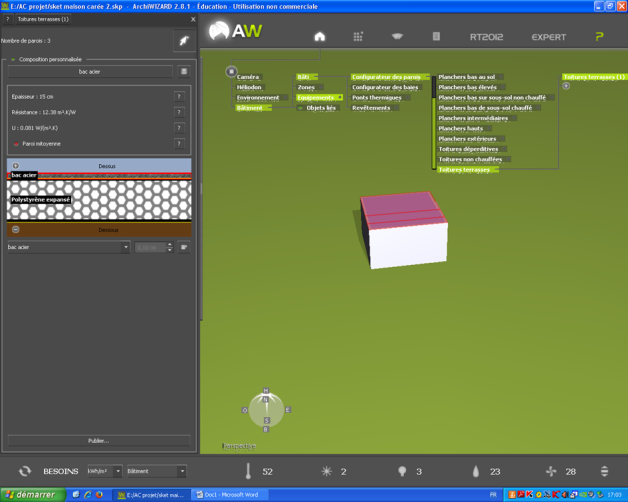 E:/AC projet/sket maison carée 2.skp - ArchiWIZARD 2.8.1 - Éducation - Utilisation non commerciale
? Toitures terrasses (1) X
Nombre de parois : 3
Composition personnalisée
bac acier
Epaisseur : 15 cm ?
Résistance : 12.38 m².K/W ?
U : 0.081 W/(m².K) ?
Paroi mitoyenne ?
Dessus
bac acier
Polystyrène expansé
Dessous
bac acier
Publier...
AW RT2012 EXPERT ?
Caméra
Héliodon
Environnement
Bâtiment
Bâti
Zones
Equipements
Objets liés
Configurateur des parois
Configurateur des baies
Ponts thermiques
Revêtements
Planchers bas au sol
Planchers bas élevés
Planchers bas sur sous-sol non chauffé
Planchers bas de sous-sol chauffé
Planchers intermédiaires
Planchers hauts
Planchers extérieurs
Toitures déperditives
Toitures non chauffées
Toitures terrasses
Toitures terrasses (1)
N
O E
S
Perspective
BESOINS kWh/m² Bâtiment 52 2 3 23 28
démarrer E:/AC projet/sket mai... Doc1 - Microsoft Word FR 17:03